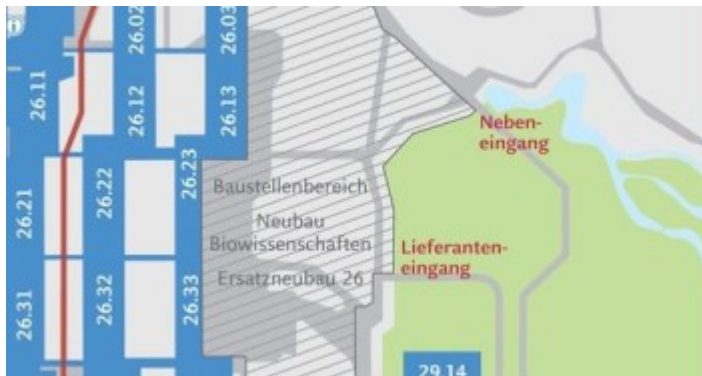 i
26.02
26.03
26.11
26.12
26.13
26.21
26.22
26.23
26.31
26.32
26.33
Baustellenbereich
Neubau
Biowissenschaften
Ersatzneubau 26
Neben-
eingang
Lieferanten-
eingang
29.14